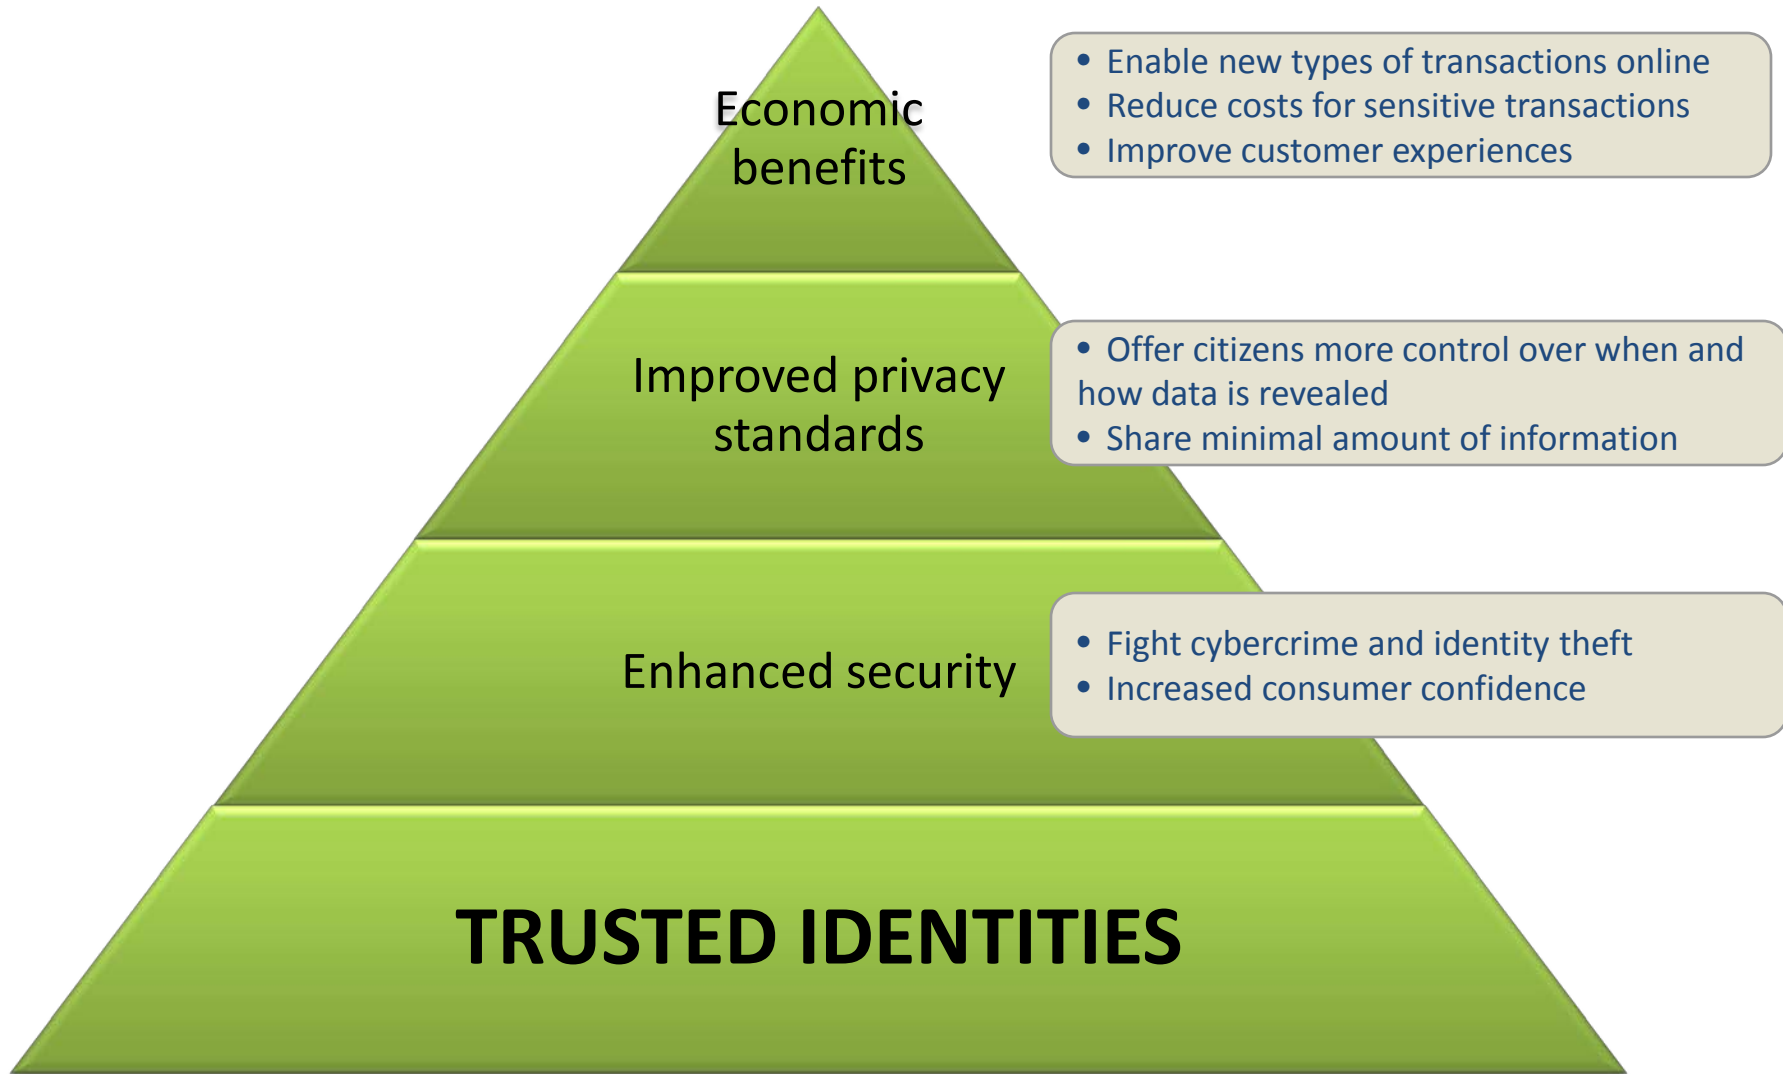 Economic
benefits
• Enable new types of transactions online
• Reduce costs for sensitive transactions
• Improve customer experiences
Improved privacy
standards
• Offer citizens more control over when and
how data is revealed
• Share minimal amount of information
Enhanced security
• Fight cybercrime and identity theft
• Increased consumer confidence
TRUSTED IDENTITIES